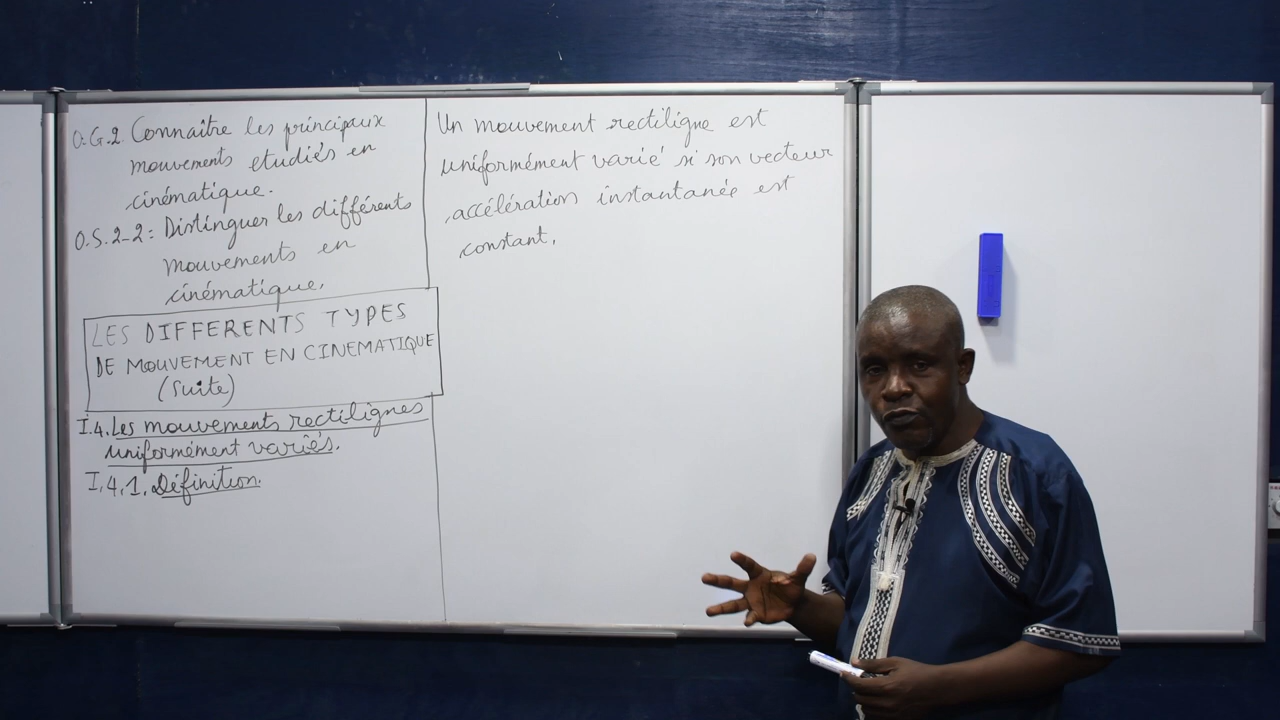 O.G.2 Connaître les principaux
mouvements etudiés en
cinématique.
O.S.2-2: Distinguer les différents
mouvements en
cinématique.
LES DIFFERENTS TYPES
DE MOUVEMENT EN CINEMATIQUE
(suite)
I.4. Les mouvements rectilignes
uniformément variés.
I.4.1. Définition.
Un mouvement rectiligne est
uniformément varié si son vecteur
accélération instantanée est
constant.